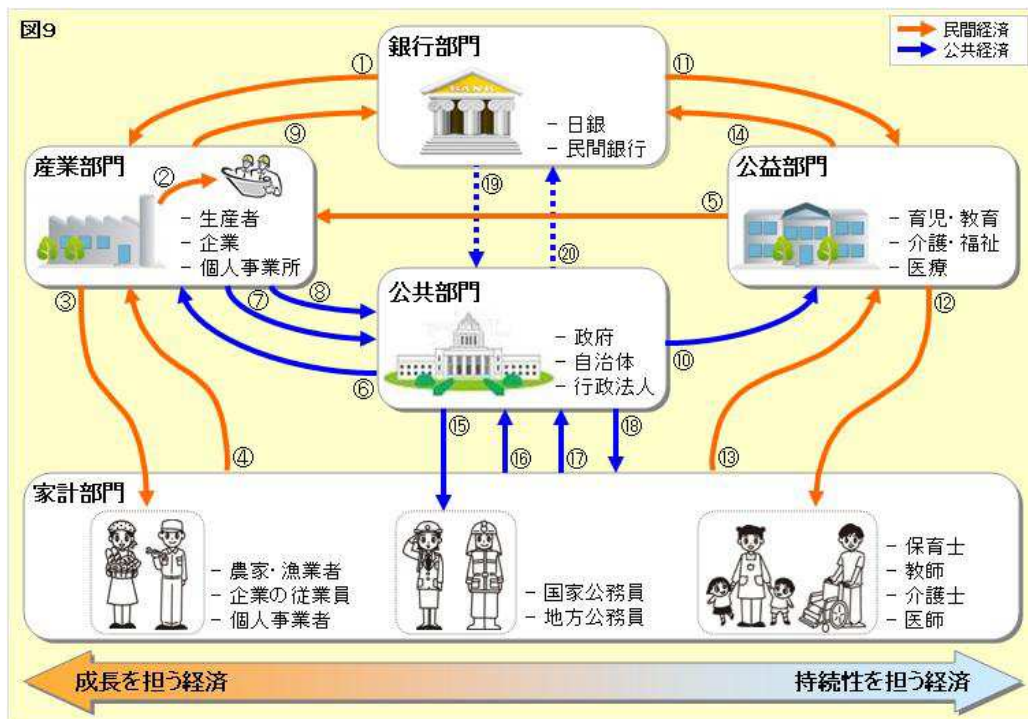 図9
民間経済
公共経済
銀行部門
BANK
- 日銀
- 民間銀行
①
⑪
⑨
⑭
産業部門
②
- 生産者
- 企業
- 個人事業所
公益部門
- 育児・教育
- 介護・福祉
- 医療
⑤
⑲
⑳
③
⑦
⑧
⑫
公共部門
- 政府
- 自治体
- 行政法人
⑥
⑩
⑮
⑯
⑰
⑱
④
⑬
家計部門
- 農家・漁業者
- 企業の従業員
- 個人事業者
- 国家公務員
- 地方公務員
- 保育士
- 教師
- 介護士
- 医師
成長を担う経済
持続性を担う経済